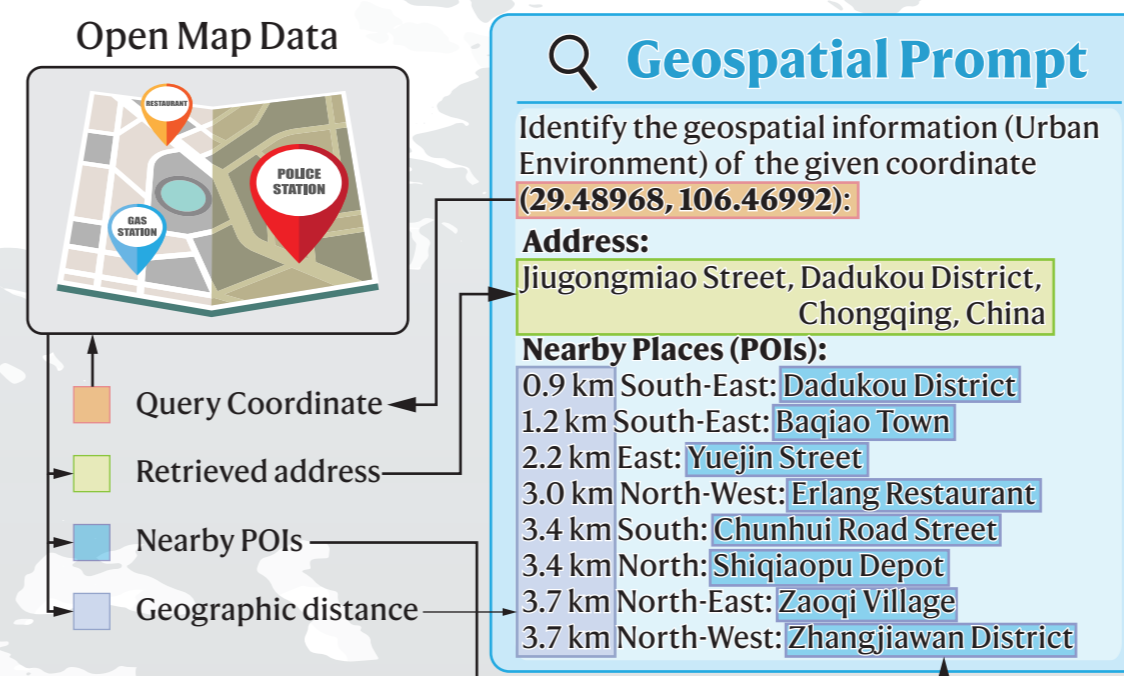 Open Map Data
RESTAURANT
POLICE
STATION
GAS
STATION
Query Coordinate
Retrieved address
Nearby POIs
Geographic distance
Geospatial Prompt
Identify the geospatial information (Urban
Environment) of the given coordinate
(29.48968, 106.46992):
Address:
Jiugongmiao Street, Dadukou District,
Chongqing, China
Nearby Places (POIs):
0.9 km South-East: Dadukou District
1.2 km South-East: Baqiao Town
2.2 km East: Yuejin Street
3.0 km North-West: Erlang Restaurant
3.4 km South: Chunhui Road Street
3.4 km North: Shiqiaopu Depot
3.7 km North-East: Zaoqi Village
3.7 km North-West: Zhangjiawan District